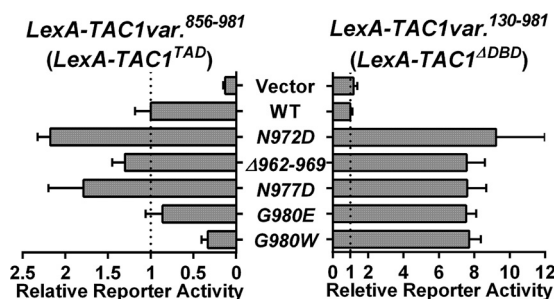 LexA-TAC1var.856-981
(LexA-TAC1TAD)
LexA-TAC1var.130-981
(LexA-TAC1ΔDBD)
Vector
WT
N972D
Δ962-969
N977D
G980E
G980W
2.5 2 1.5 1 0.5 0
Relative Reporter Activity
0 1 2 4 6 8 10 12
Reletive Reporter Activity